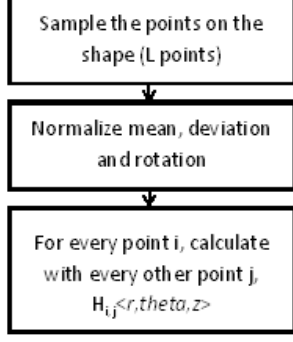 Sample the points on the
shape (L points)
Normalize mean, deviation
and rotation
For every point i, calculate
with every other point j,
H_{i,j}<r,theta,z>